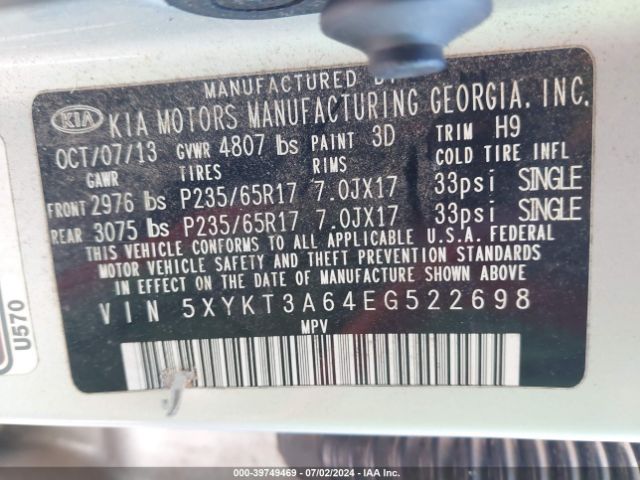 MANUFACTURED BY
KIA KIA MOTORS MANUFACTURING GEORGIA, INC.
OCT/07/13 GVWR 4807 lbs PAINT 3D TRIM H9
GAWR TIRES RIMS COLD TIRE INFL
FRONT 2976 lbs P235/65R17 7.0JX17 33psi SINGLE
REAR 3075 lbs P235/65R17 7.0JX17 33psi SINGLE
THIS VEHICLE CONFORMS TO ALL APPLICABLE U.S.A. FEDERAL
MOTOR VEHICLE SAFETY AND THEFT PREVENTION STANDARDS
IN EFFECT ON THE DATE OF MANUFACTURE SHOWN ABOVE.
VIN 5XYKT3A64EG522698
MPV
U570
000-39749469 - 07/02/2024 - IAA Inc.